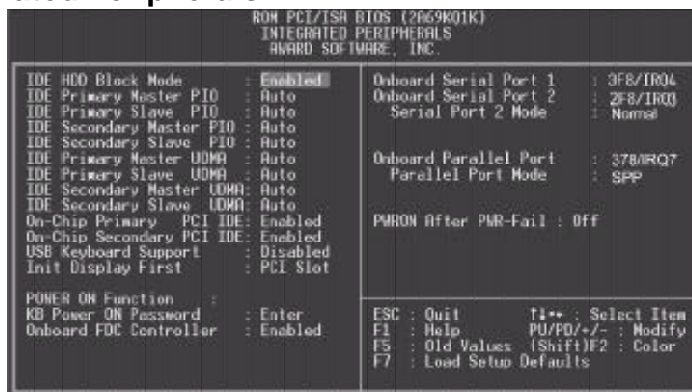 ROM PCI/ISA BIOS (2A69KQ1K)
INTEGRATED PERIPHERALS
AWARD SOFTWARE, INC.
IDE HDD Block Mode : Enabled
IDE Primary Master PIO : Auto
IDE Primary Slave PIO : Auto
IDE Secondary Master PIO : Auto
IDE Secondary Slave PIO : Auto
IDE Primary Master UDMA : Auto
IDE Primary Slave UDMA : Auto
IDE Secondary Master UDMA: Auto
IDE Secondary Slave UDMA: Auto
On-Chip Primary PCI IDE: Enabled
On-Chip Secondary PCI IDE: Enabled
USB Keyboard Support : Disabled
Init Display First : PCI Slot
POWER ON Function :
KB Power ON Password : Enter
Onboard FDC Controller : Enabled
Onboard Serial Port 1 : 3F8/IRQ4
Onboard Serial Port 2 : 2F8/IRQ3
Serial Port 2 Mode : Normal
Onboard Parallel Port : 378/IRQ7
Parallel Port Mode : SPP
PWRON After PWR-Fail : Off
ESC : Quit ↑↓→← : Select Item
F1 : Help PU/PD/+/- : Modify
F5 : Old Values (Shift)F2 : Color
F7 : Load Setup Defaults